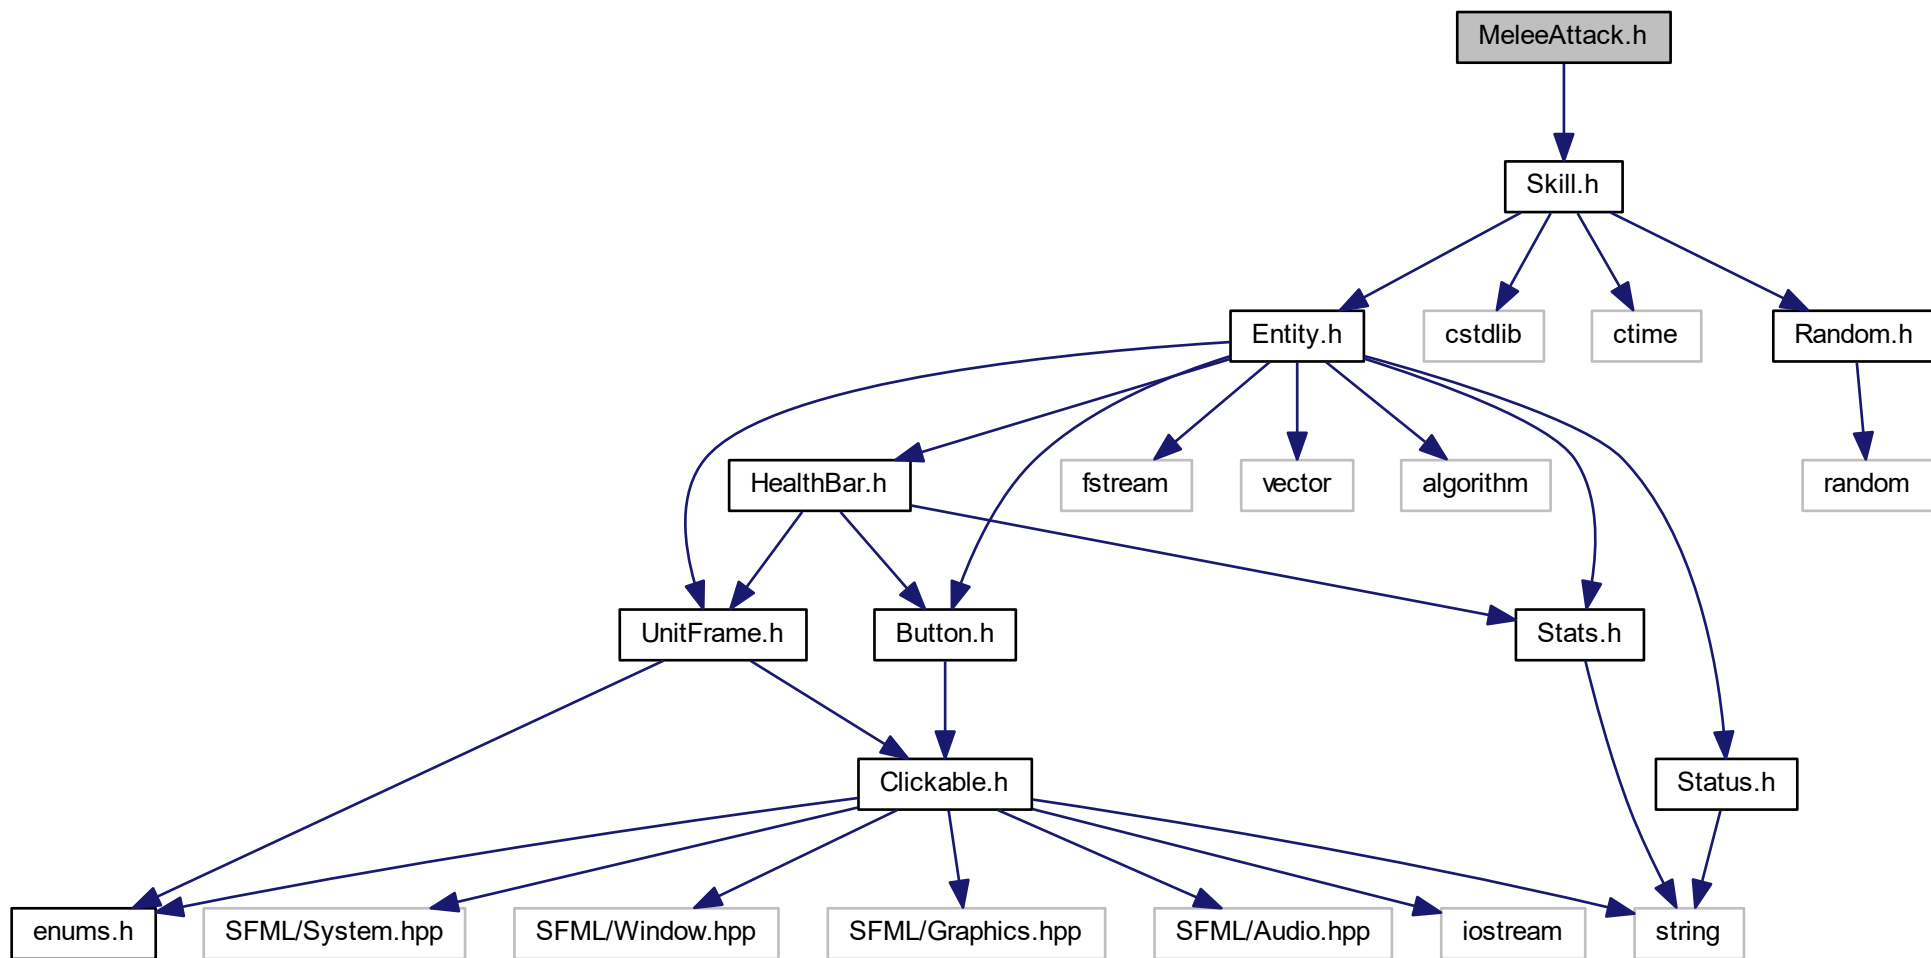 MeleeAttack.h
Skill.h
Entity.h
cstdlib
ctime
Random.h
HealthBar.h
fstream
vector
algorithm
random
UnitFrame.h
Button.h
Stats.h
Clickable.h
Status.h
enums.h
SFML/System.hpp
SFML/Window.hpp
SFML/Graphics.hpp
SFML/Audio.hpp
iostream
string